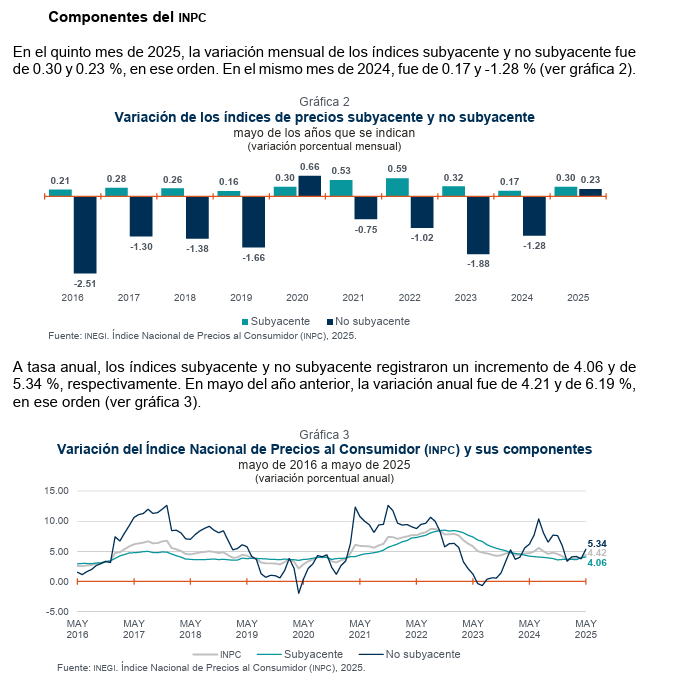 Componentes del INPC
En el quinto mes de 2025, la variación mensual de los índices subyacente y no subyacente fue
de 0.30 y 0.23 %, en ese orden. En el mismo mes de 2024, fue de 0.17 y -1.28 % (ver gráfica 2).
Gráfica 2
Variación de los índices de precios subyacente y no subyacente
mayo de los años que se indican
(variación porcentual mensual)
0.21 0.28 0.26 0.16 0.30 0.66 0.53 0.59 0.32 0.17 0.30 0.23
-2.51 -1.30 -1.38 -1.66 -0.75 -1.02 -1.88 -1.28
2016 2017 2018 2019 2020 2021 2022 2023 2024 2025
Subyacente No subyacente
Fuente: INEGI. Índice Nacional de Precios al Consumidor (INPC), 2025.
A tasa anual, los índices subyacente y no subyacente registraron un incremento de 4.06 y de
5.34 %, respectivamente. En mayo del año anterior, la variación anual fue de 4.21 y de 6.19 %,
en ese orden (ver gráfica 3).
Gráfica 3
Variación del Índice Nacional de Precios al Consumidor (INPC) y sus componentes
mayo de 2016 a mayo de 2025
(variación porcentual anual)
15.00
10.00
5.00
0.00
-5.00
5.34
4.42
4.06
MAY MAY MAY MAY MAY MAY MAY MAY MAY MAY
2016 2017 2018 2019 2020 2021 2022 2023 2024 2025
INPC Subyacente No subyacente
Fuente: INEGI. Índice Nacional de Precios al Consumidor (INPC), 2025.